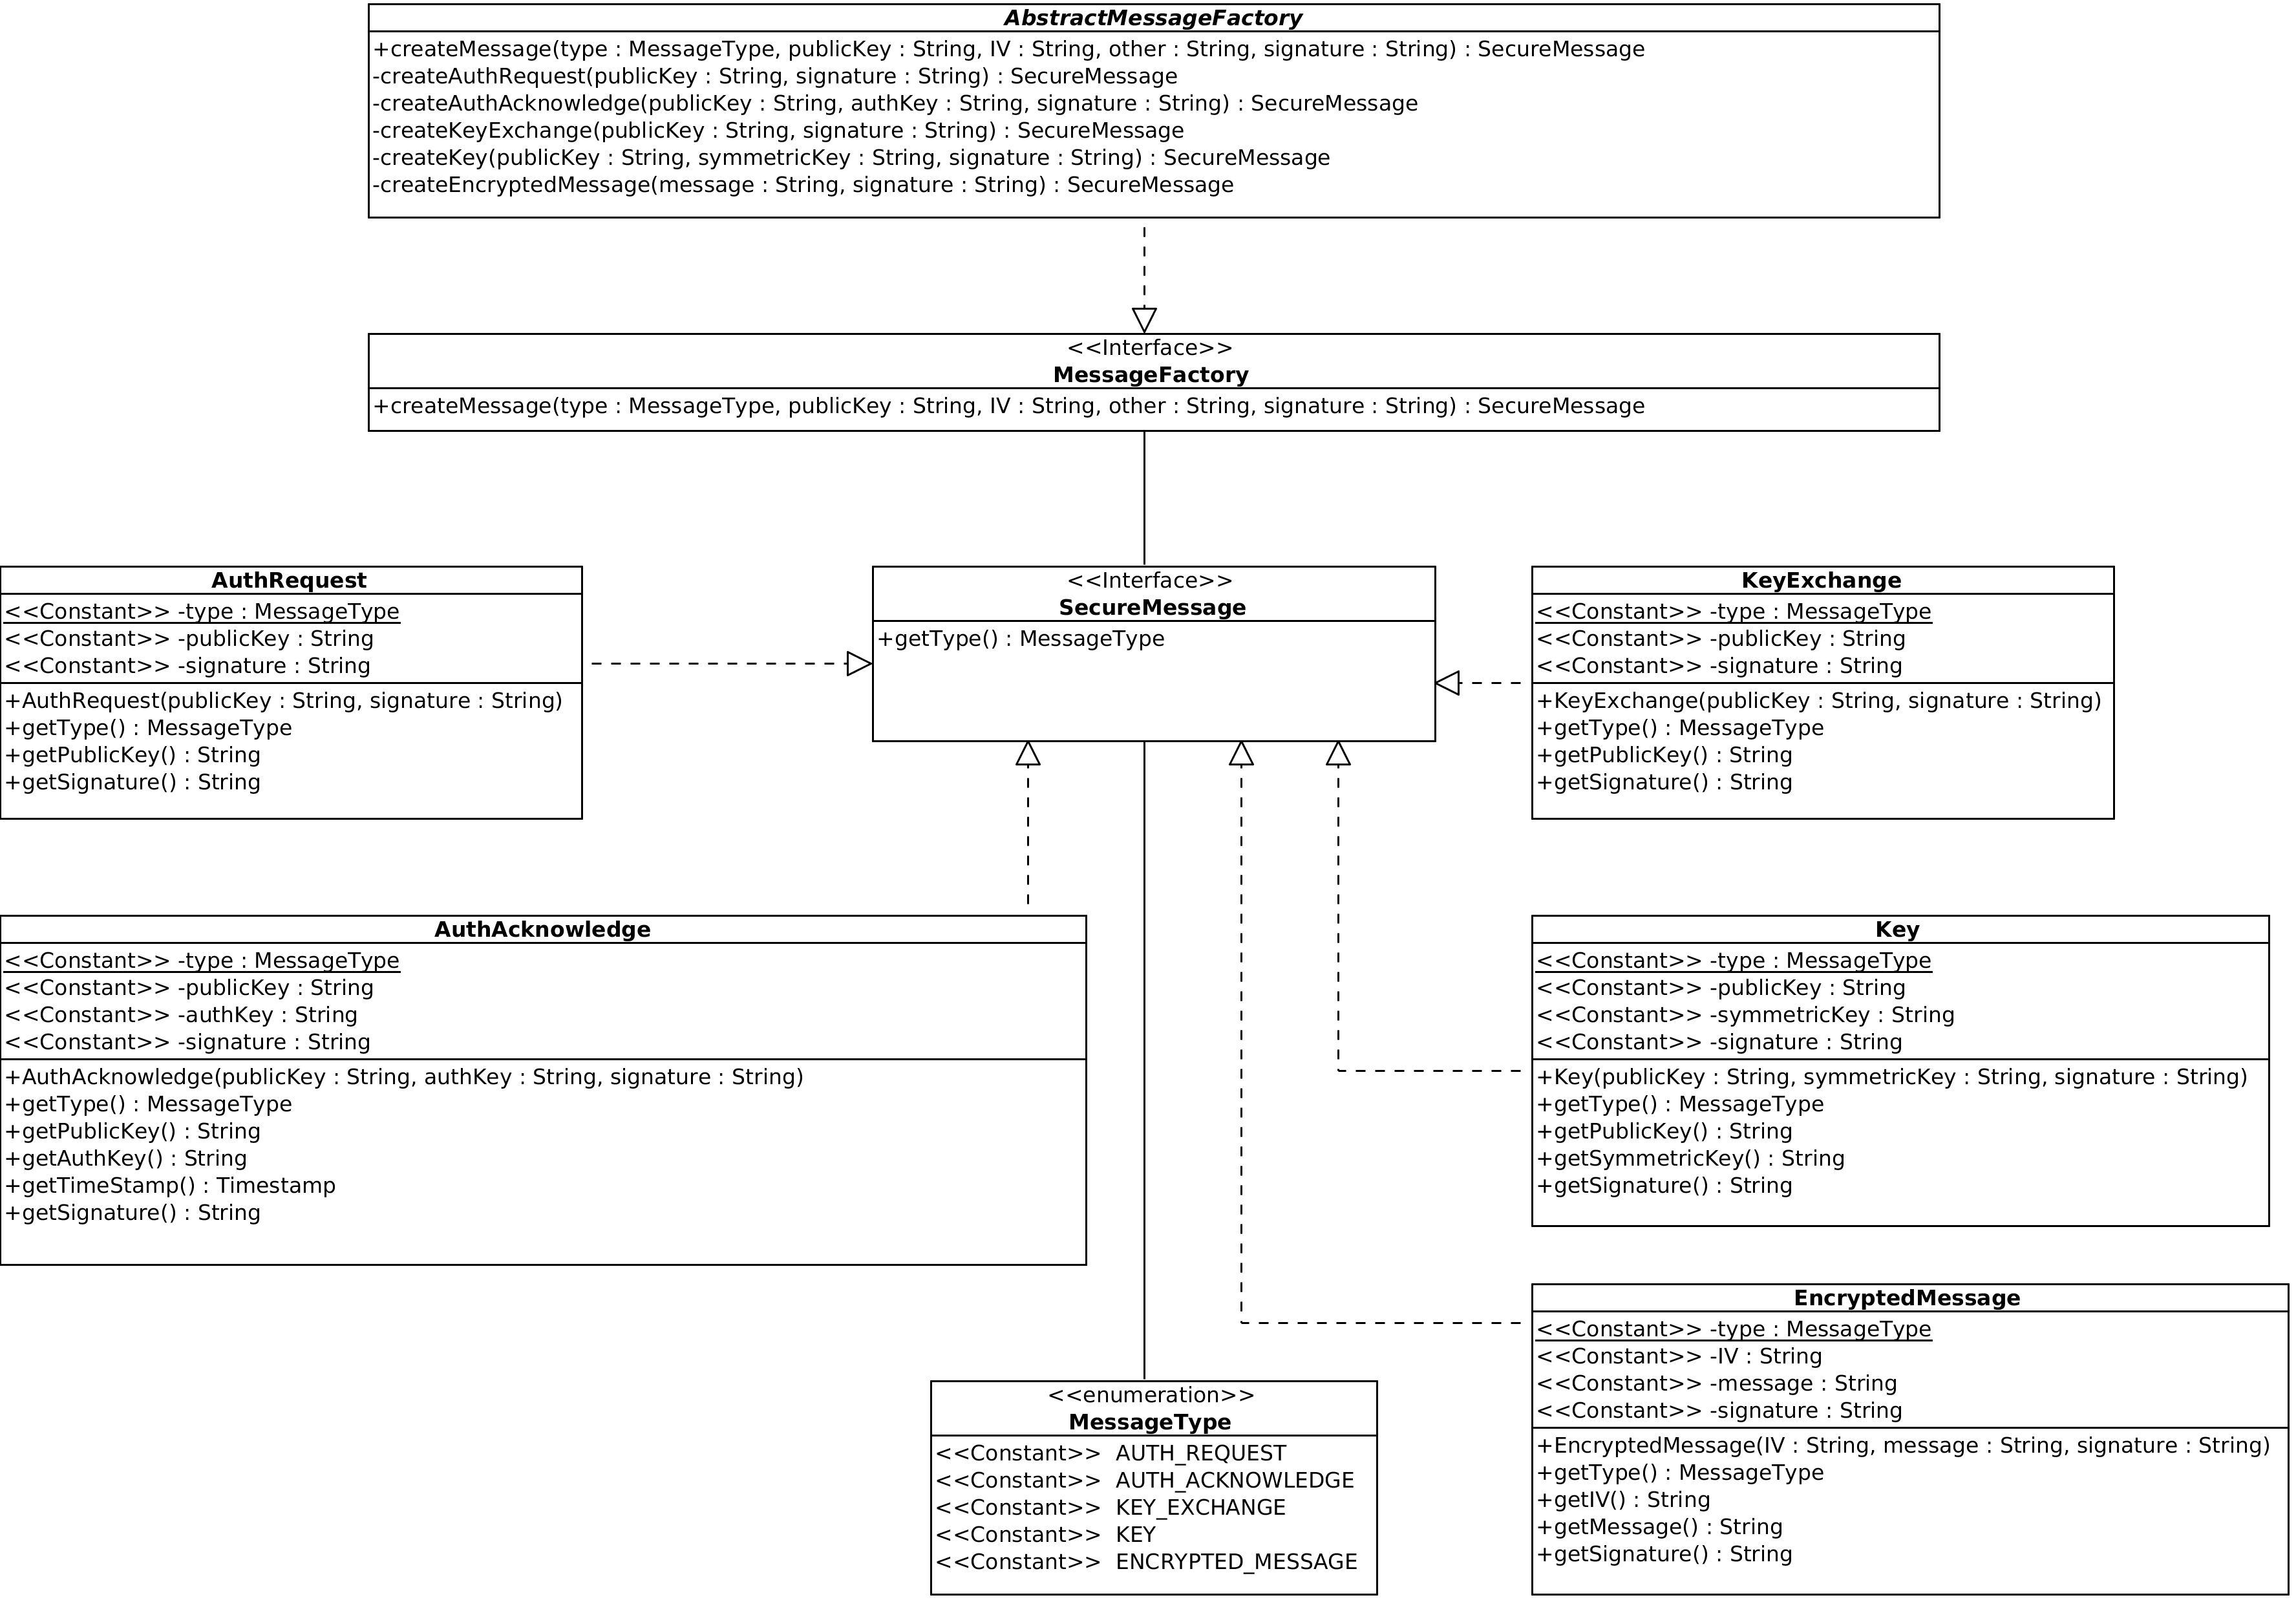 AbstractMessageFactory
+createMessage(type : MessageType, publicKey : String, IV : String, other : String, signature : String) : SecureMessage
-createAuthRequest(publicKey : String, signature : String) : SecureMessage
-createAuthAcknowledge(publicKey : String, authKey : String, signature : String) : SecureMessage
-createKeyExchange(publicKey : String, signature : String) : SecureMessage
-createKey(publicKey : String, symmetricKey : String, signature : String) : SecureMessage
-createEncryptedMessage(message : String, signature : String) : SecureMessage
<<Interface>>
MessageFactory
+createMessage(type : MessageType, publicKey : String, IV : String, other : String, signature : String) : SecureMessage
AuthRequest
<<Constant>> -type : MessageType
<<Constant>> -publicKey : String
<<Constant>> -signature : String
+AuthRequest(publicKey : String, signature : String)
+getType() : MessageType
+getPublicKey() : String
+getSignature() : String
<<Interface>>
SecureMessage
+getType() : MessageType
KeyExchange
<<Constant>> -type : MessageType
<<Constant>> -publicKey : String
<<Constant>> -signature : String
+KeyExchange(publicKey : String, signature : String)
+getType() : MessageType
+getPublicKey() : String
+getSignature() : String
AuthAcknowledge
<<Constant>> -type : MessageType
<<Constant>> -publicKey : String
<<Constant>> -authKey : String
<<Constant>> -signature : String
+AuthAcknowledge(publicKey : String, authKey : String, signature : String)
+getType() : MessageType
+getPublicKey() : String
+getAuthKey() : String
+getTimeStamp() : Timestamp
+getSignature() : String
Key
<<Constant>> -type : MessageType
<<Constant>> -publicKey : String
<<Constant>> -symmetricKey : String
<<Constant>> -signature : String
+Key(publicKey : String, symmetricKey : String, signature : String)
+getType() : MessageType
+getPublicKey() : String
+getSymmetricKey() : String
+getSignature() : String
<<enumeration>>
MessageType
<<Constant>> AUTH_REQUEST
<<Constant>> AUTH_ACKNOWLEDGE
<<Constant>> KEY_EXCHANGE
<<Constant>> KEY
<<Constant>> ENCRYPTED_MESSAGE
EncryptedMessage
<<Constant>> -type : MessageType
<<Constant>> -IV : String
<<Constant>> -message : String
<<Constant>> -signature : String
+EncryptedMessage(IV : String, message : String, signature : String)
+getType() : MessageType
+getIV() : String
+getMessage() : String
+getSignature() : String